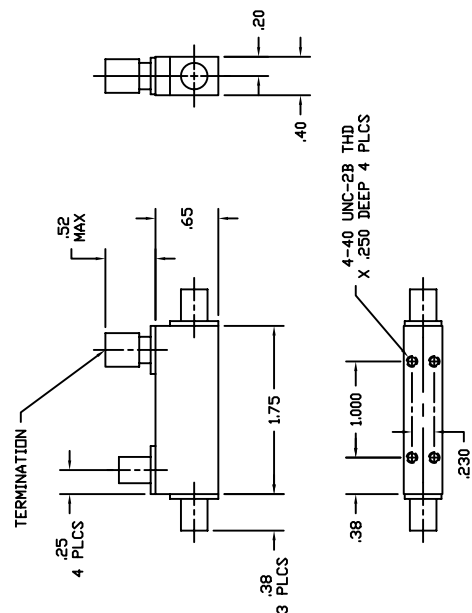 .20
.40
.52
MAX
.65
4-40 UNC-2B THD
X .250 DEEP 4 PLCS
TERMINATION
1.75
1.000
.230
.25
4 PLCS
.38
3 PLCS
.38